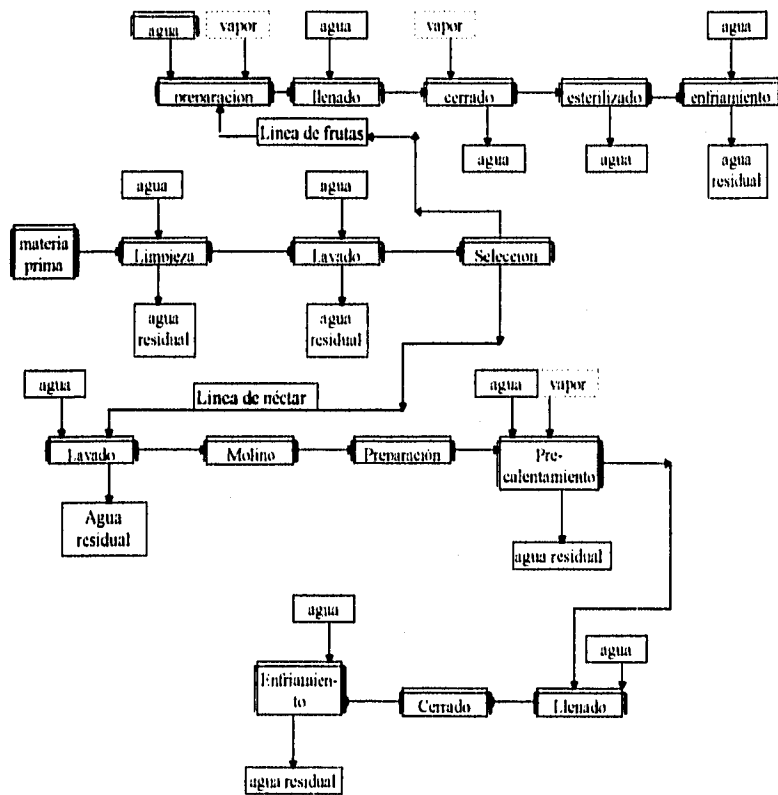 agua
vapor
agua
vapor
agua
preparacion
llenado
cerrado
esterilizado
enfriamiento
Linea de frutas
agua
agua
agua
residual
agua
agua
materia
prima
Limpieza
Lavado
Seleccion
agua
residual
agua
residual
agua
Linea de néctar
agua
vapor
Lavado
Molino
Preparación
Pre-
calentamiento
Agua
residual
agua residual
agua
agua
Enfriamien-
to
Cerrado
Llenado
agua residual